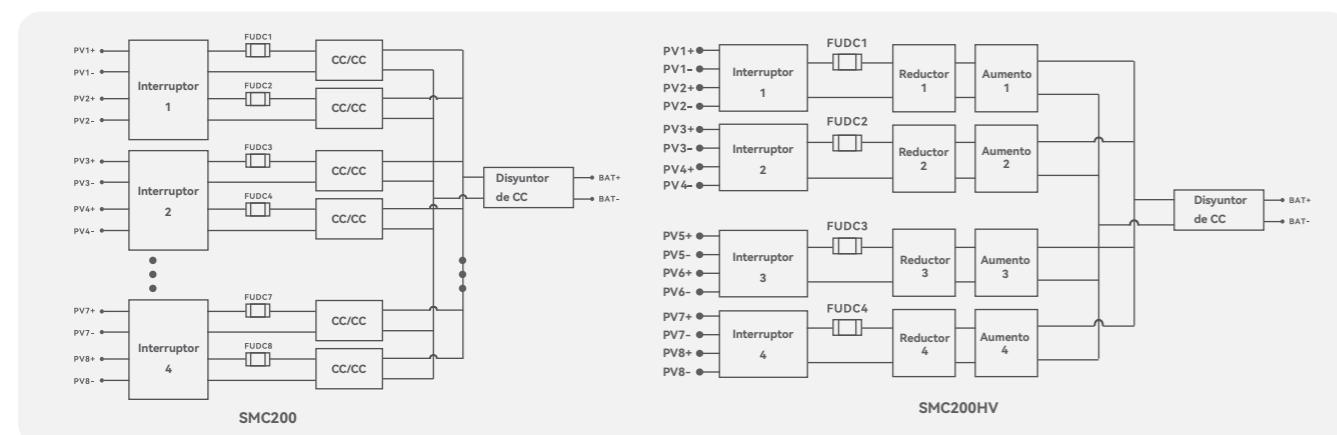 PV1+
PV1-
PV2+
PV2-
Interruptor
1
FUDC1
FUDC2
CC/CC
CC/CC
PV3+
PV3-
PV4+
PV4-
Interruptor
2
FUDC3
FUDC4
CC/CC
CC/CC
PV7+
PV7-
PV8+
PV8-
Interruptor
4
FUDC7
FUDC8
CC/CC
CC/CC
Disyuntor
de CC
BAT+
BAT-
SMC200
PV1+
PV1-
PV2+
PV2-
Interruptor
1
FUDC1
Reductor
1
Aumento
1
PV3+
PV3-
PV4+
PV4-
Interruptor
2
FUDC2
Reductor
2
Aumento
2
PV5+
PV5-
PV6+
PV6-
Interruptor
3
FUDC3
Reductor
3
Aumento
3
PV7+
PV7-
PV8+
PV8-
Interruptor
4
FUDC4
Reductor
4
Aumento
4
Disyuntor
de CC
BAT+
BAT-
SMC200HV